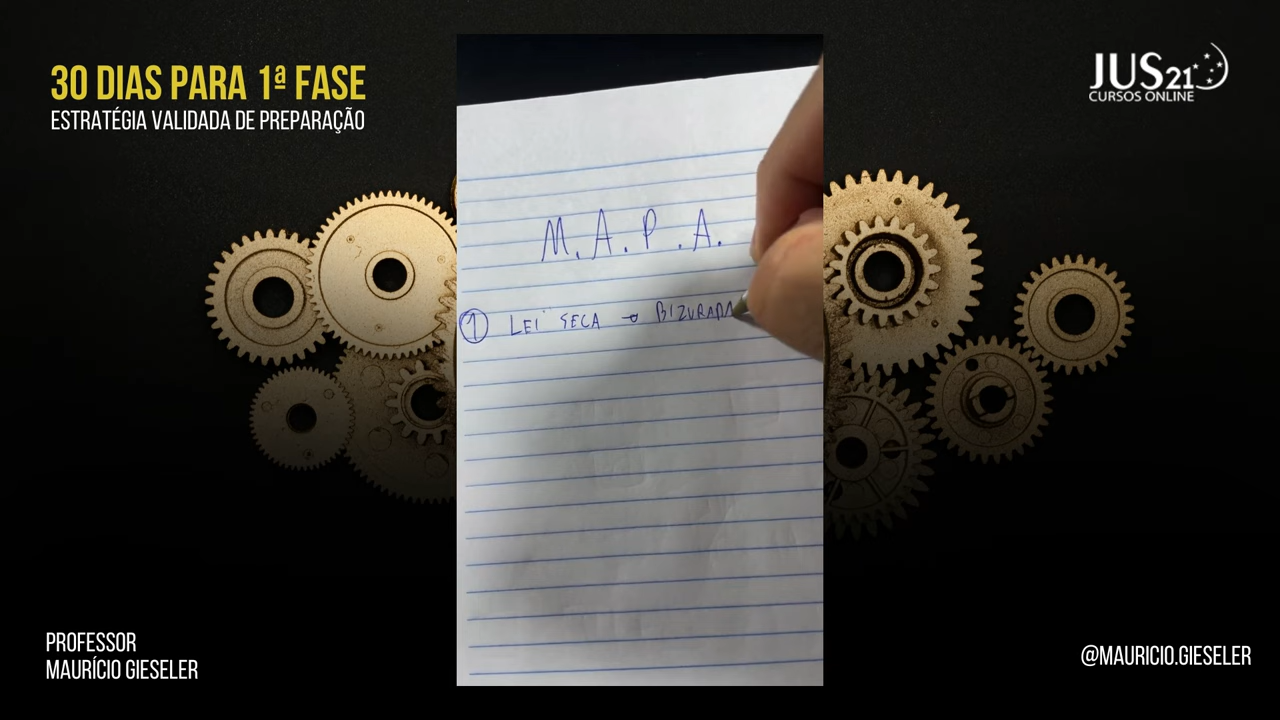 30 DIAS PARA 1ª FASE
ESTRATÉGIA VALIDADA DE PREPARAÇÃO
JUS21
CURSOS ONLINE
M.A.P.A.
1 LEI SECA → BIZURADA
PROFESSOR
MAURÍCIO GIESELER
@MAURICIO.GIESELER